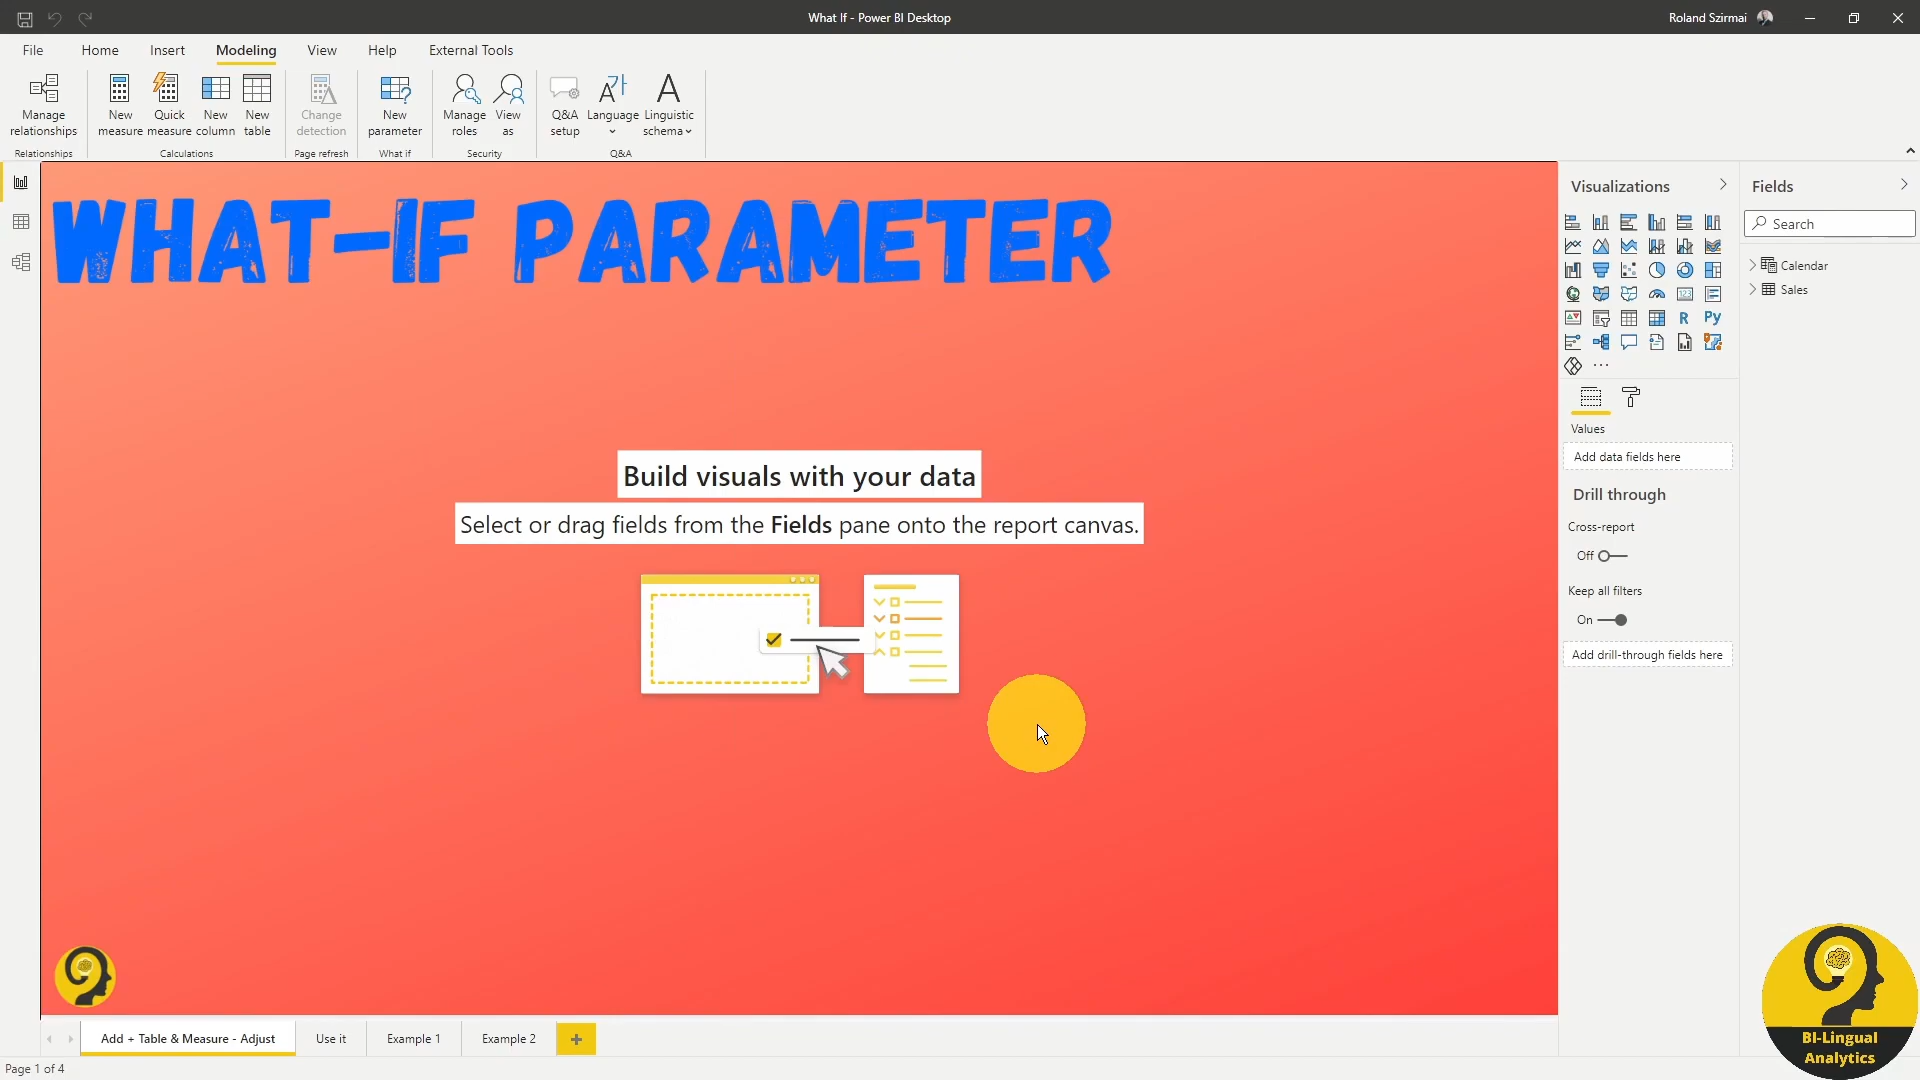 What If - Power BI Desktop
Roland Szirmai
File Home Insert Modeling View Help External Tools
Manage relationships
New measure
Quick measure
New column
New table
Change detection
New parameter
Manage roles
View as
Q&A setup
Language
Linguistic schema
Relationships
Calculations
Page refresh
What if
Security
Q&A
WHAT-IF PARAMETER
Build visuals with your data
Select or drag fields from the Fields pane onto the report canvas.
Visualizations
123
R
Py
Values
Add data fields here
Drill through
Cross-report
Off
Keep all filters
On
Add drill-through fields here
Fields
Search
Calendar
Sales
Add + Table & Measure - Adjust
Use it
Example 1
Example 2
+
Page 1 of 4
BI-Lingual
Analytics